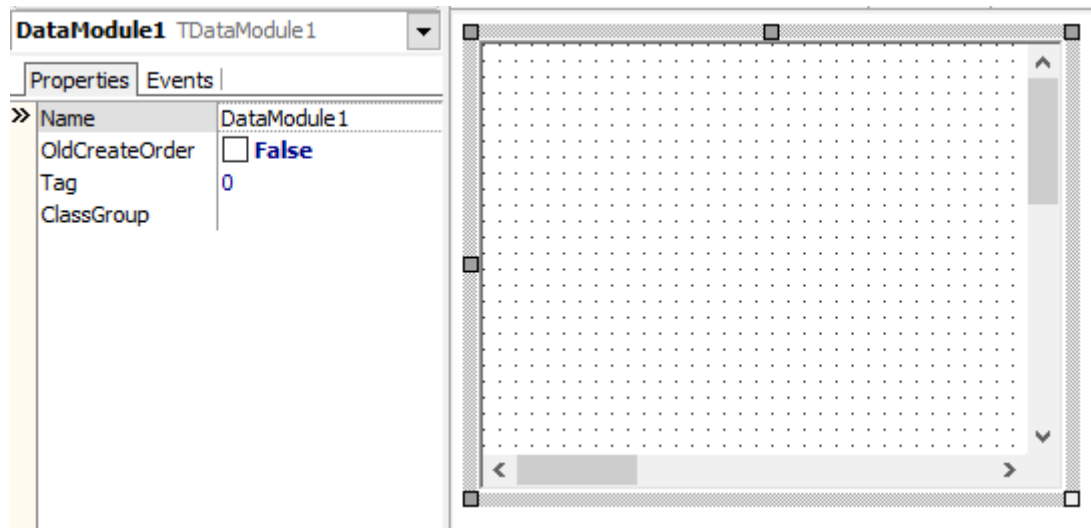 DataModule1 TDataModule1
Properties Events
Name DataModule1
OldCreateOrder False
Tag 0
ClassGroup